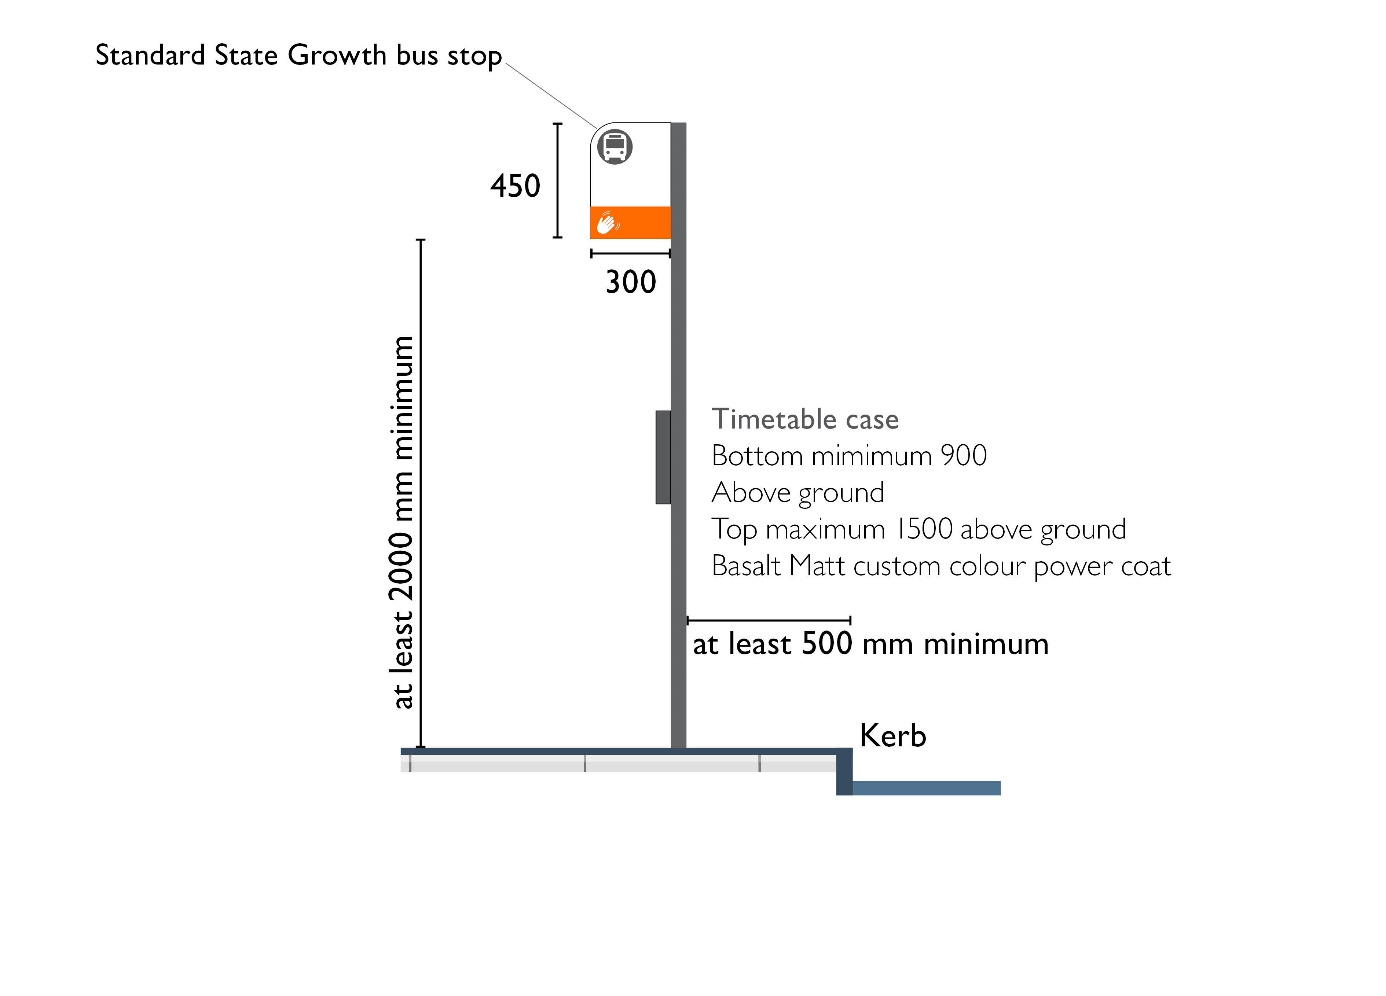 Standard State Growth bus stop
450
300
at least 2000 mm minimum
Timetable case
Bottom mimimum 900
Above ground
Top maximum 1500 above ground
Basalt Matt custom colour power coat
at least 500 mm minimum
Kerb